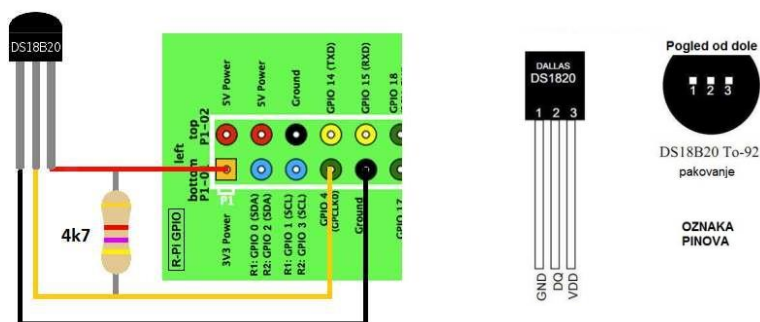 DS18B20
5V Power
5V Power
Ground
GPIO 14 (TXD)
GPIO 15 (RXD)
GPIO 18
left
top
P1-02
bottom
P1
R-Pi GPIO
3V3 Power
R1: GPIO 0 (SDA)
R2: GPIO 2 (SDA)
R1: GPIO 1 (SCL)
R2: GPIO 3 (SCL)
GPIO 4
(GPCLK0)
Ground
GPIO 17
4k7
DALLAS
DS1820
1 2 3
GND
DQ
VDD
Pogled od dole
1 2 3
DS18B20 To-92
pakovanje
OZNAKA
PINOVA